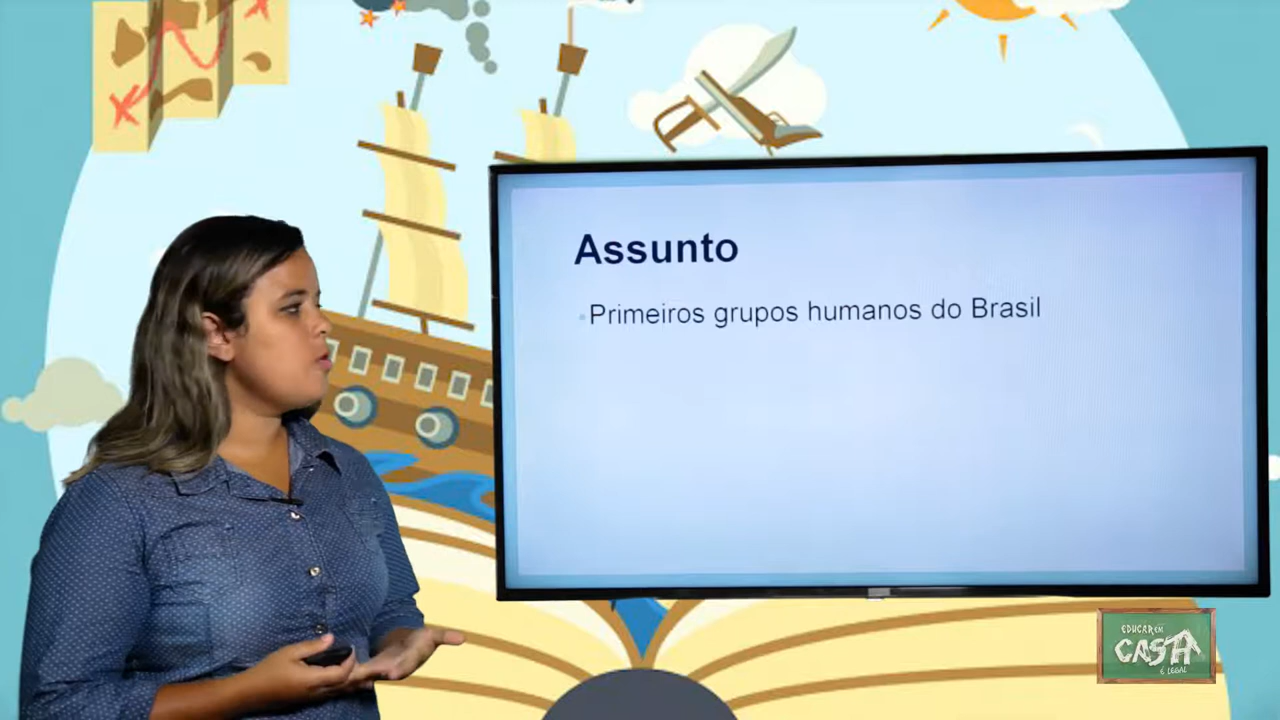 Assunto
Primeiros grupos humanos do Brasil
EDUCAR EM
CASA
É LEGAL